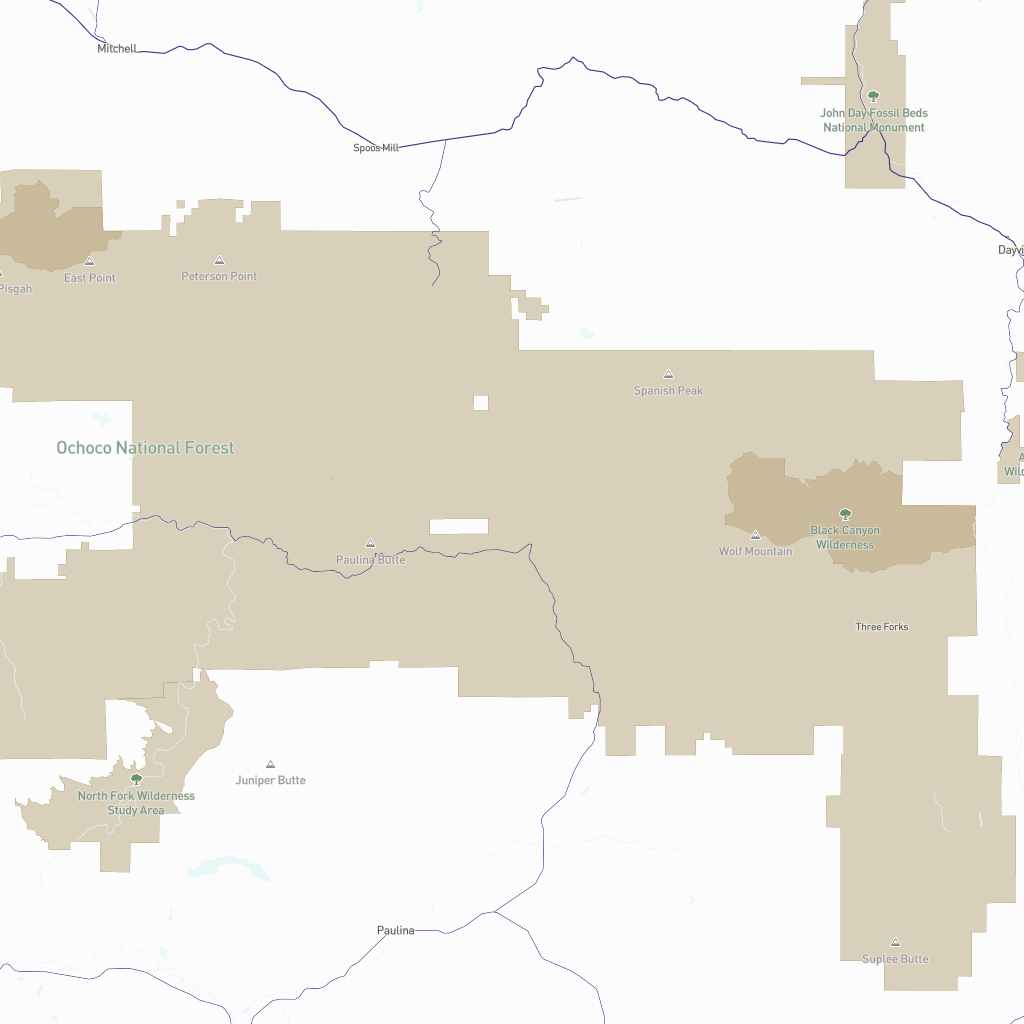 Mitchell
John Day Fossil Beds
National Monument
Spoos Mill
Dayvi
East Point
Peterson Point
Pisgah
Spanish Peak
Ochoco National Forest
A
Wild
Black Canyon
Wilderness
Wolf Mountain
Paulina Butte
Three Forks
Juniper Butte
North Fork Wilderness
Study Area
Paulina
Suplee Butte